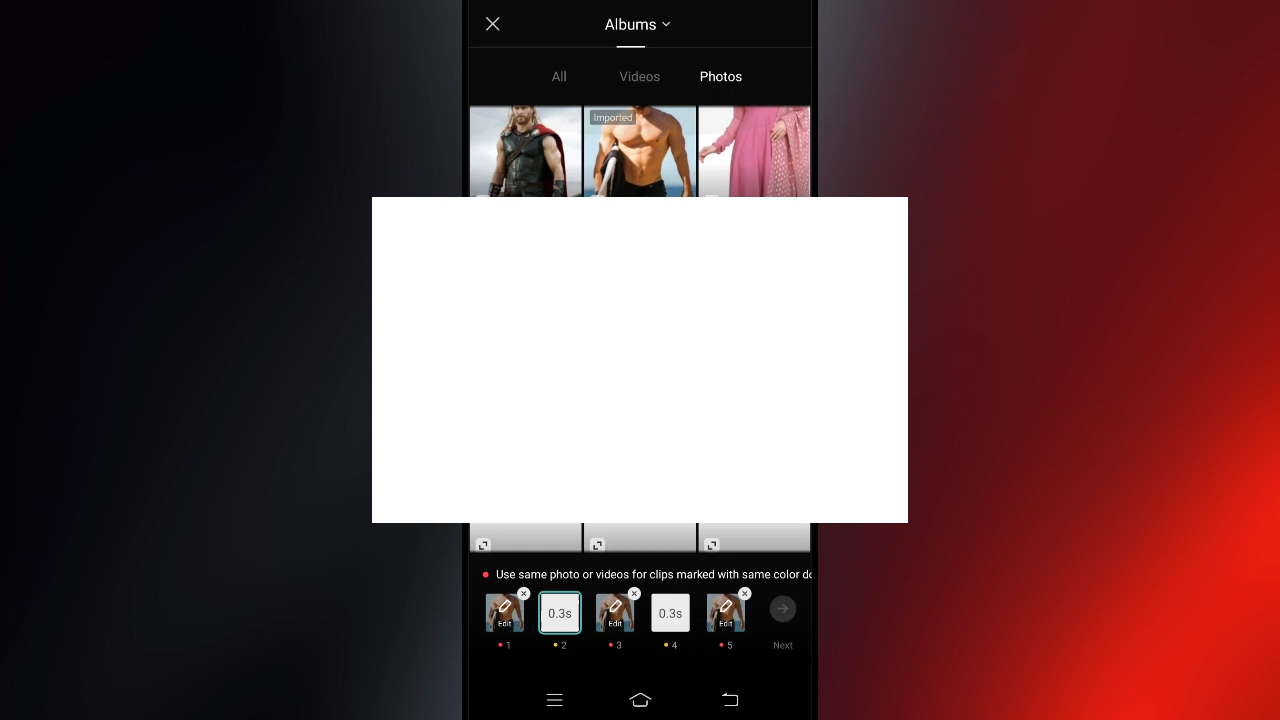 Albums
All Videos Photos
Imported
Use same photo or videos for clips marked with same color do
Edit 0.3s Edit 0.3s Edit
1 2 3 4 5 Next